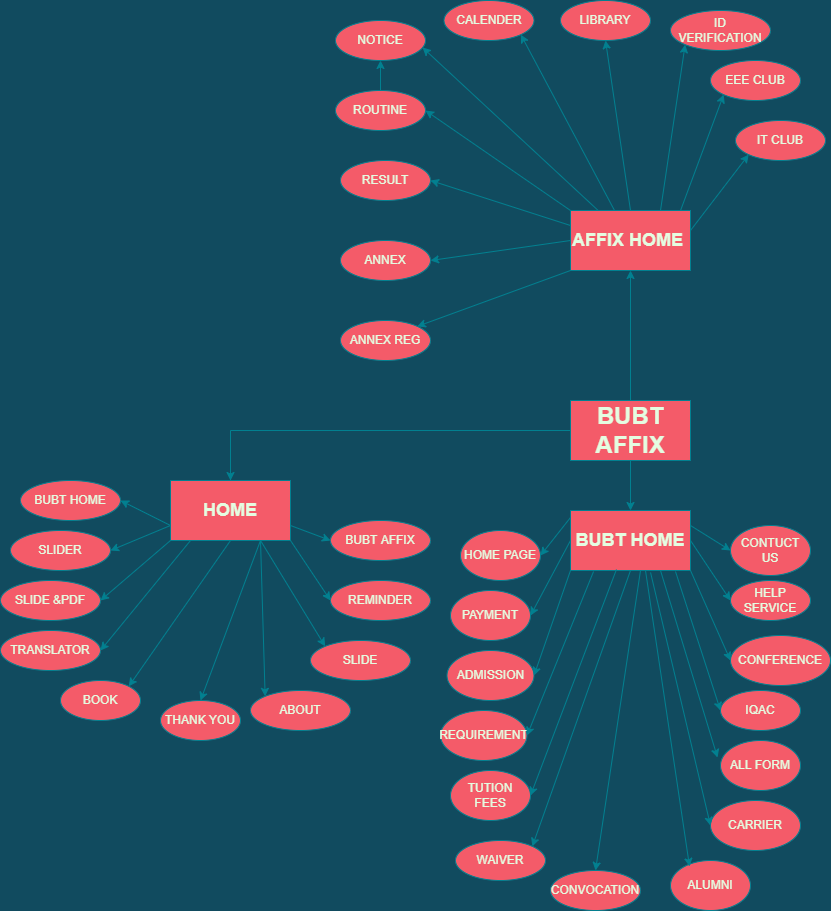 CALENDER
LIBRARY
ID
VERIFICATION
NOTICE
EEE CLUB
ROUTINE
IT CLUB
RESULT
AFFIX HOME
ANNEX
ANNEX REG
BUBT
AFFIX
HOME
BUBT HOME
SLIDER
SLIDE &PDF
TRANSLATOR
BOOK
THANK YOU
ABOUT
SLIDE
REMINDER
BUBT AFFIX
BUBT HOME
HOME PAGE
PAYMENT
ADMISSION
REQUIREMENT
TUTION
FEES
WAIVER
CONVOCATION
ALUMNI
CARRIER
ALL FORM
IQAC
CONFERENCE
HELP
SERVICE
CONTUCT
US